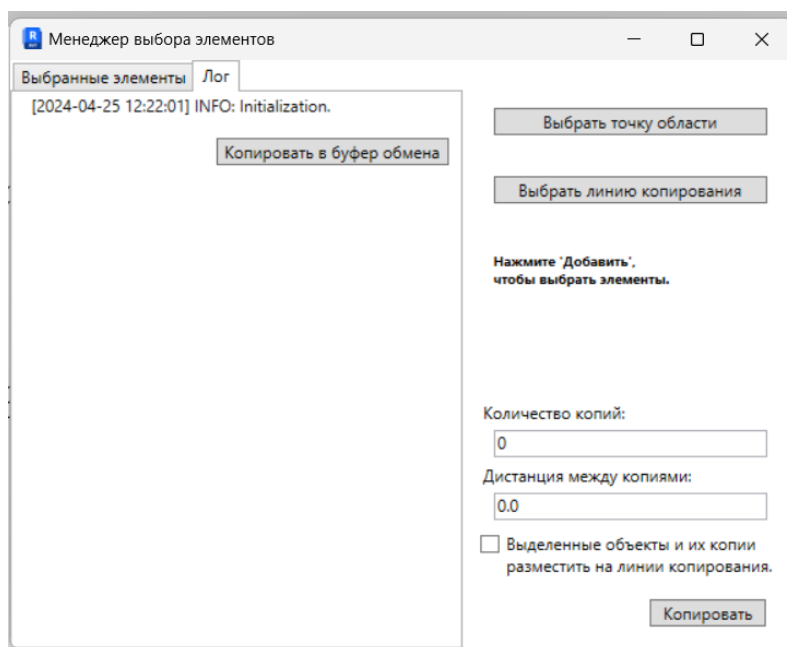 Менеджер выбора элементов
Выбранные элементы
Лог
[2024-04-25 12:22:01] INFO: Initialization.
Копировать в буфер обмена
Выбрать точку области
Выбрать линию копирования
Нажмите 'Добавить',
чтобы выбрать элементы.
Количество копий:
0
Дистанция между копиями:
0.0
Выделенные объекты и их копии
разместить на линии копирования.
Копировать